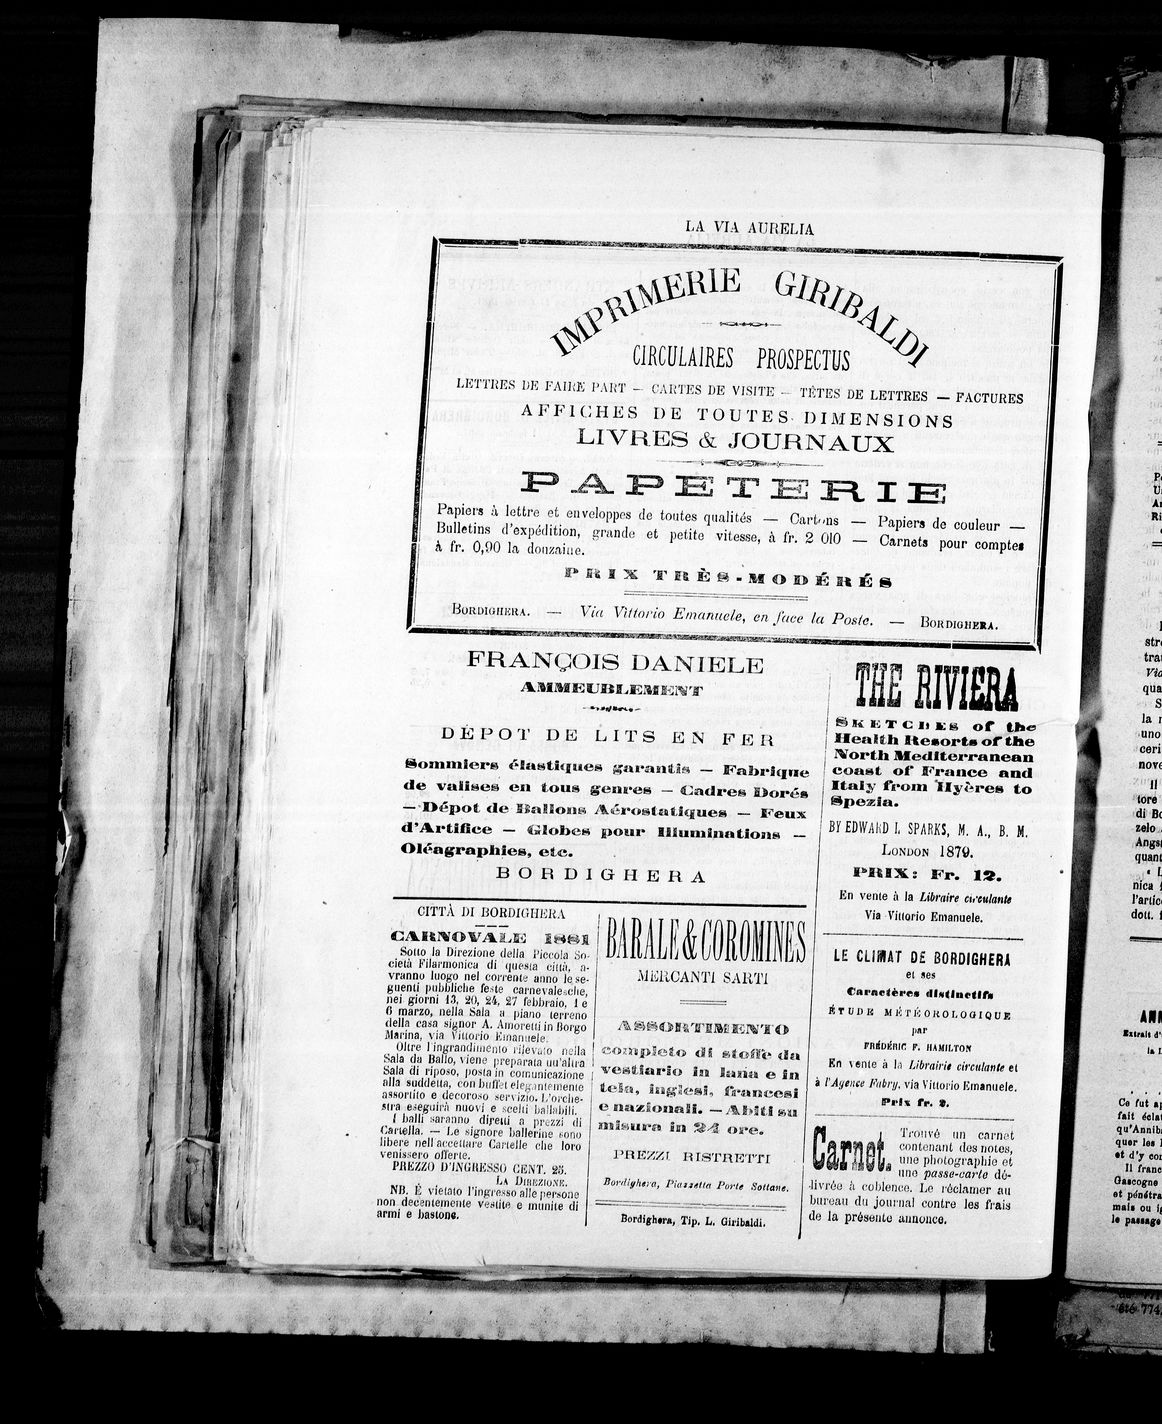 LA VIA AURELIA
IMPRIMERIE GIRIBALDI
CIRCULAIRES PROSPECTUS
LETTRES DE FAIRE PART — CARTES DE VISITE — TÊTES DE LETTRES — FACTURES
AFFICHES DE TOUTES DIMENSIONS
LIVRES & JOURNAUX
PAPETERIE
Papiers à lettre et enveloppes de toutes qualités — Cartons — Papiers de couleur —
Bulletins d'expédition, grande et petite vitesse, à fr. 2 0|0 — Carnets pour comptes
à fr. 0,90 la douzaine.
PRIX TRÈS-MODÉRÉS
BORDIGHERA. — Via Vittorio Emanuele, en face la Poste. — BORDIGHERA.
FRANÇOIS DANIELE
AMMEUBLEMENT
DÉPOT DE LITS EN FER
Sommiers élastiques garantis — Fabrique
de valises en tous genres — Cadres Dorés
— Dépot de Ballons Aérostatiques — Feux
d'Artifice — Globes pour Illuminations —
Oléagraphies, etc.
BORDIGHERA
CITTÀ DI BORDIGHERA
CARNOVALE 1881
Sotto la Direzione della Piccola So-
cietà Filarmonica di questa città, a-
vranno luogo nel corrente anno le se-
guenti pubbliche feste carnevalesche,
nei giorni 13, 20, 24, 27 febbraio, 1 e
6 marzo, nella Sala a piano terreno
della casa signor A. Amoretti in Borgo
Marina, via Vittorio Emanuele.
Oltre l'ingrandimento rilevato nella
Sala da Ballo, viene preparata un'altra
Sala di riposo, posta in comunicazione
alla suddetta, con buffet elegantemente
assortito e decoroso servizio. L'orche-
stra eseguirà nuovi e scelti ballabili.
I balli saranno diretti a prezzi di
Cartella. — Le signore ballerine sono
libere nell'accettare Cartelle che loro
venissero offerte.
PREZZO D'INGRESSO CENT. 25.
LA DIREZIONE.
NB. È vietato l'ingresso alle persone
non decentemente vestite e munite di
armi e bastone.
BARALE & COROMINES
MERCANTI SARTI
ASSORTIMENTO
completo di stoffe da
vestiario in lana e in
tela, inglesi, francesi
e nazionali. — Abiti su
misura in 24 ore.
PREZZI RISTRETTI
Bordighera, Piazzetta Porte Sottane.
Bordighera, Tip. L. Giribaldi.
THE RIVIERA
SKETCHES of the
Health Resorts of the
North Mediterranean
coast of France and
Italy from Hyères to
Spezia.
BY EDWARD I. SPARKS, M. A., B. M.
LONDON 1879.
PRIX: Fr. 12.
En vente à la Libraire circulante
Via Vittorio Emanuele.
LE CLIMAT DE BORDIGHERA
et ses
Caractères distinctifs
ÉTUDE MÉTÉOROLOGIQUE
par
FRÉDÉRIC F. HAMILTON
En vente à la Librairie circulante et
à l'Agence Fabry, via Vittorio Emanuele.
Prix fr. 2.
Carnet.
Trouvé un carnet
contenant des notes,
une photographie et
une passe-carte dé-
livrée à coblence. Le réclamer au
bureau du journal contre les frais
de la présente annonce.